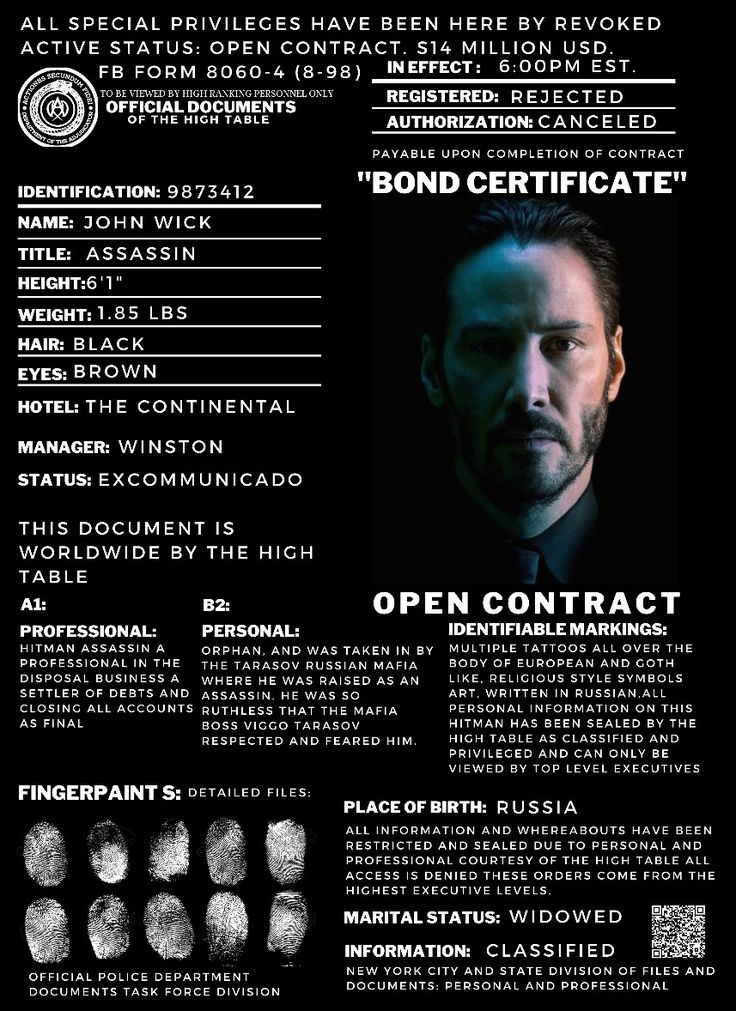 ALL SPECIAL PRIVILEGES HAVE BEEN HERE BY REVOKED
ACTIVE STATUS: OPEN CONTRACT. S14 MILLION USD.
FB FORM 8060-4 (8-98)
TO BE VIEWED BY HIGH RANKING PERSONNEL ONLY
OFFICIAL DOCUMENTS
OF THE HIGH TABLE
IN EFFECT : 6:00PM EST.
REGISTERED: REJECTED
AUTHORIZATION: CANCELED
PAYABLE UPON COMPLETION OF CONTRACT
"BOND CERTIFICATE"
IDENTIFICATION: 9873412
NAME: JOHN WICK
TITLE: ASSASSIN
HEIGHT:6'1"
WEIGHT: 1.85 LBS
HAIR: BLACK
EYES: BROWN
HOTEL: THE CONTINENTAL
MANAGER: WINSTON
STATUS: EXCOMMUNICADO
THIS DOCUMENT IS
WORLDWIDE BY THE HIGH
TABLE
OPEN CONTRACT
A1:
PROFESSIONAL:
HITMAN ASSASSIN A
PROFESSIONAL IN THE
DISPOSAL BUSINESS A
SETTLER OF DEBTS AND
CLOSING ALL ACCOUNTS
AS FINAL
B2:
PERSONAL:
ORPHAN, AND WAS TAKEN IN BY
THE TARASOV RUSSIAN MAFIA
WHERE HE WAS RAISED AS AN
ASSASSIN. HE WAS SO
RUTHLESS THAT THE MAFIA
BOSS VIGGO TARASOV
RESPECTED AND FEARED HIM.
IDENTIFIABLE MARKINGS:
MULTIPLE TATTOOS ALL OVER THE
BODY OF EUROPEAN AND GOTH
LIKE, RELIGIOUS STYLE SYMBOLS
ART, WRITTEN IN RUSSIAN,ALL
PERSONAL INFORMATION ON THIS
HITMAN HAS BEEN SEALED BY THE
HIGH TABLE AS CLASSIFIED AND
PRIVILEGED AND CAN ONLY BE
VIEWED BY TOP LEVEL EXECUTIVES
FINGERPAINT S: DETAILED FILES:
OFFICIAL POLICE DEPARTMENT
DOCUMENTS TASK FORCE DIVISION
PLACE OF BIRTH: RUSSIA
ALL INFORMATION AND WHEREABOUTS HAVE BEEN
RESTRICTED AND SEALED DUE TO PERSONAL AND
PROFESSIONAL COURTESY OF THE HIGH TABLE ALL
ACCESS IS DENIED THESE ORDERS COME FROM THE
HIGHEST EXECUTIVE LEVELS.
MARITAL STATUS: WIDOWED
INFORMATION: CLASSIFIED
NEW YORK CITY AND STATE DIVISION OF FILES AND
DOCUMENTS: PERSONAL AND PROFESSIONAL